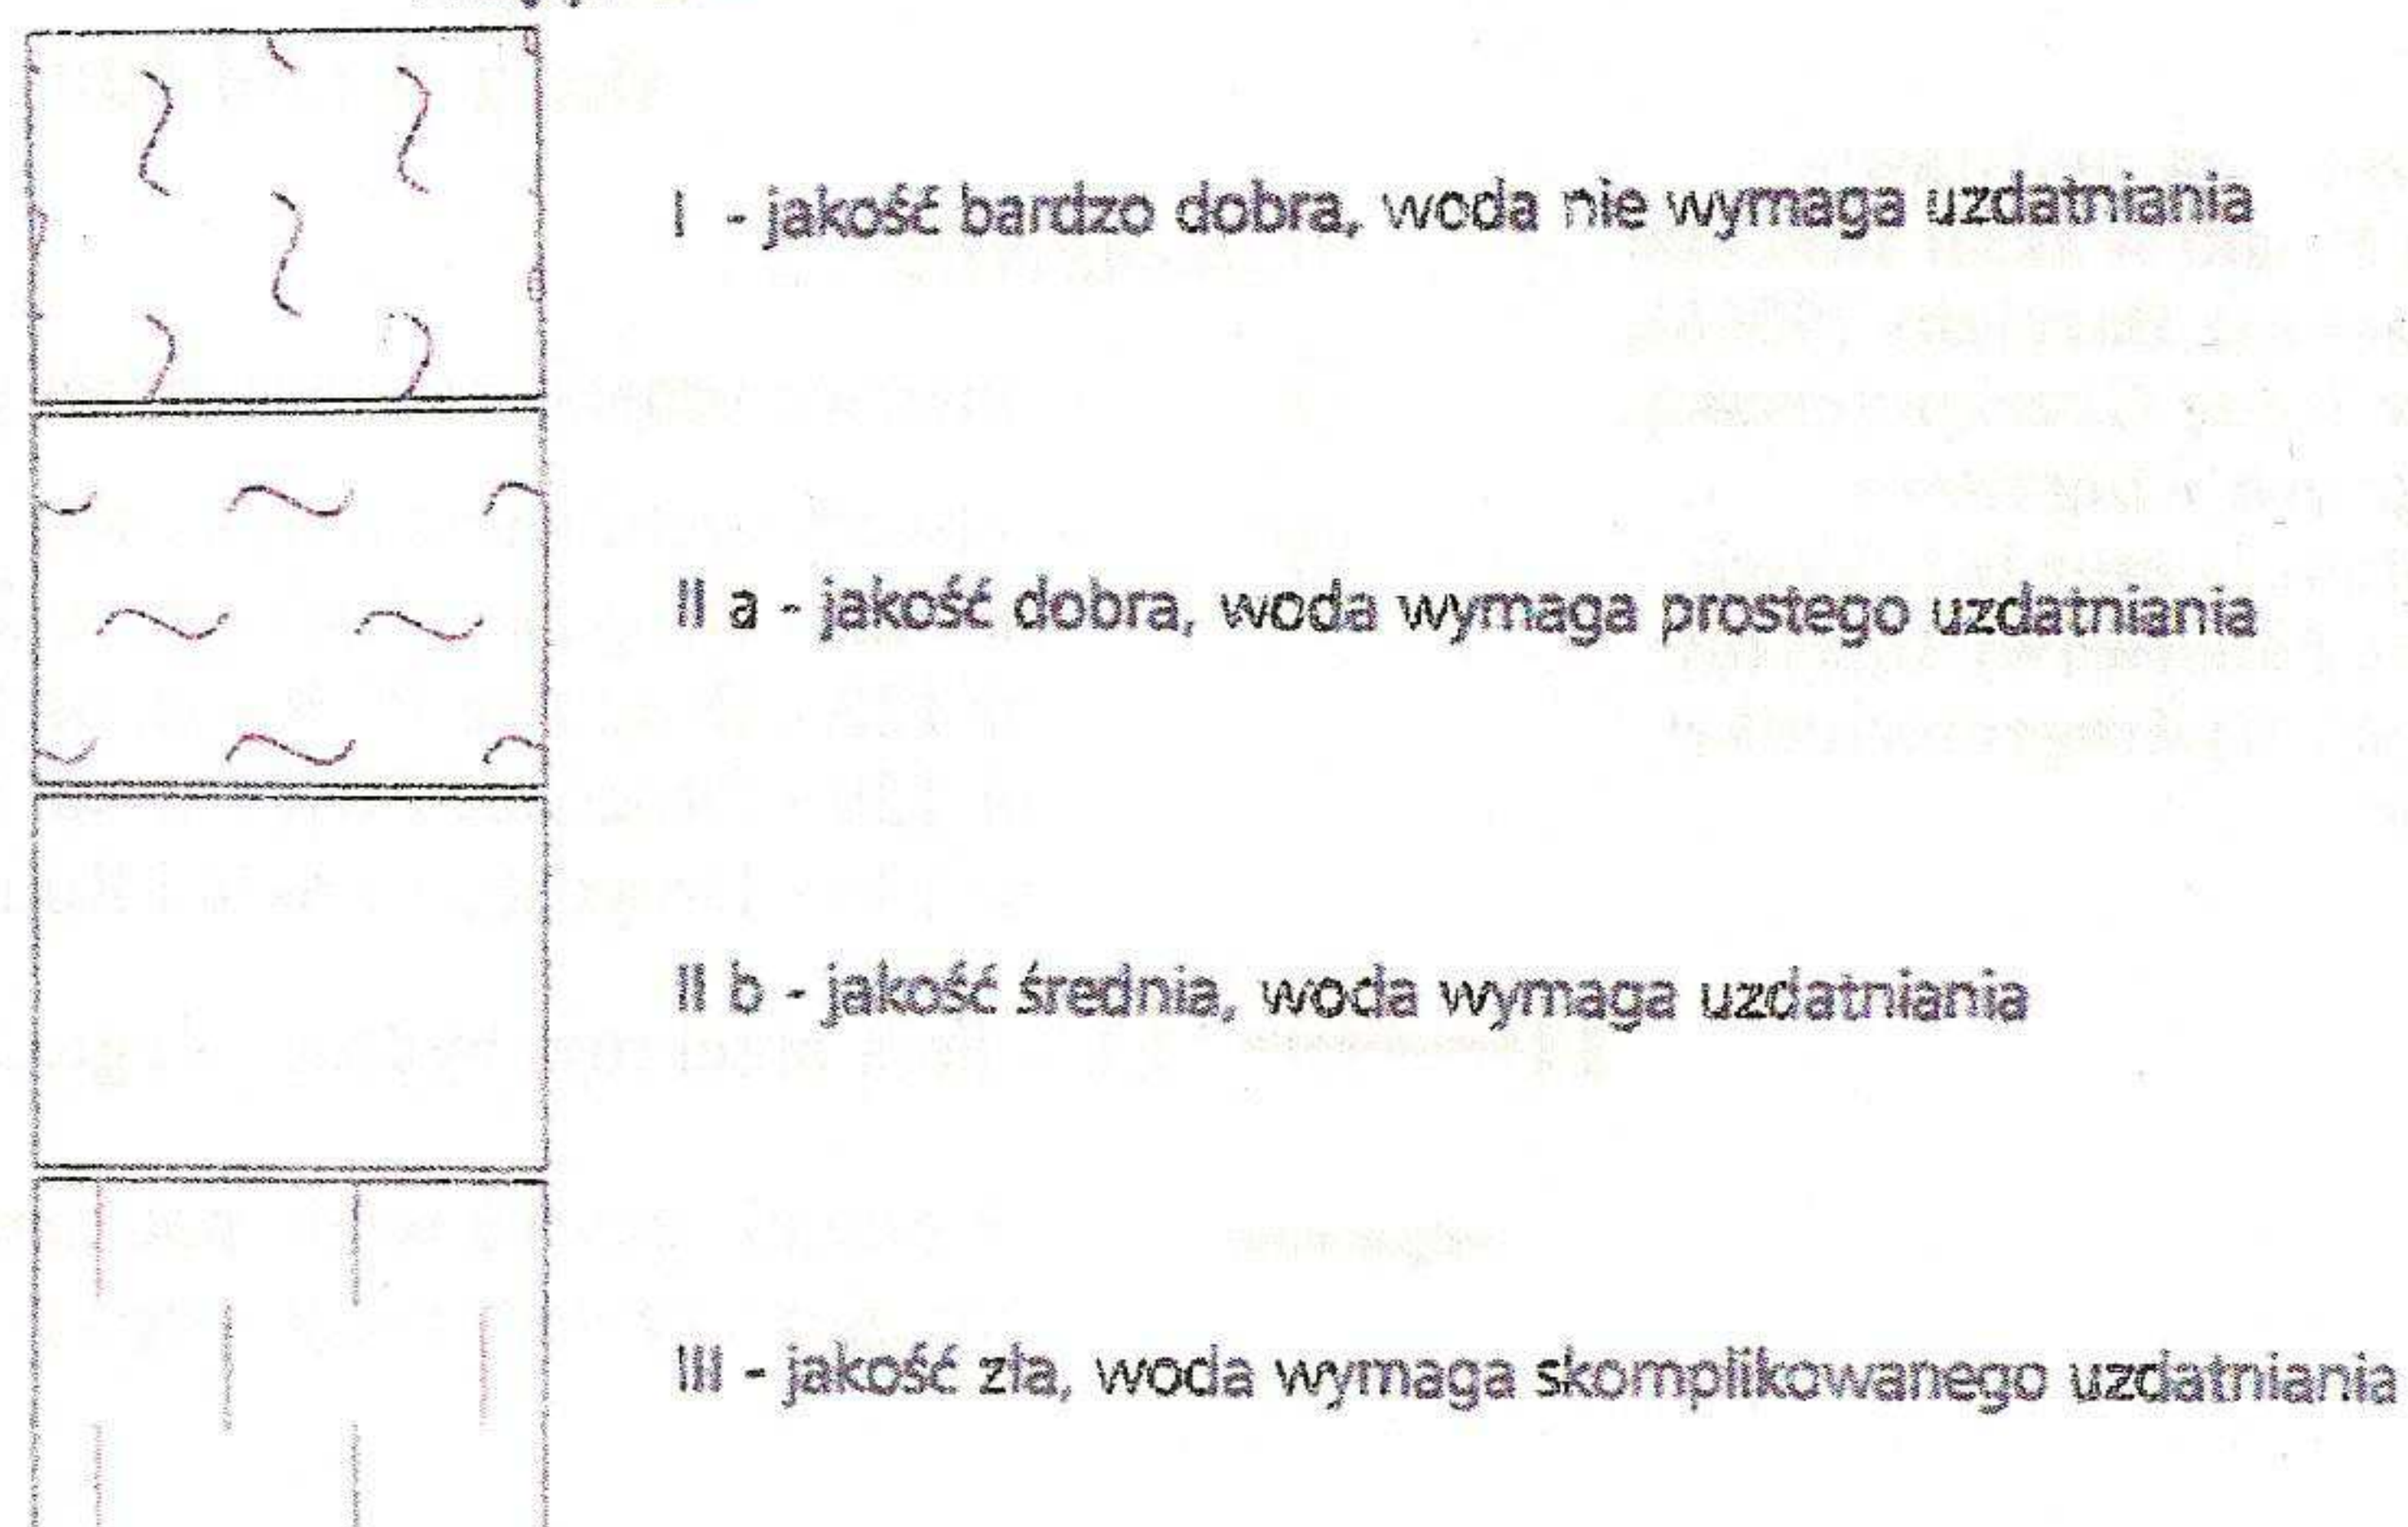 I - jakość bardzo dobra, woda nie wymaga uzdatniania
II a - jakość dobra, woda wymaga prostego uzdatniania
II b - jakość średnia, woda wymaga uzdatniania
III - jakość zła, woda wymaga skomplikowanego uzdatniania